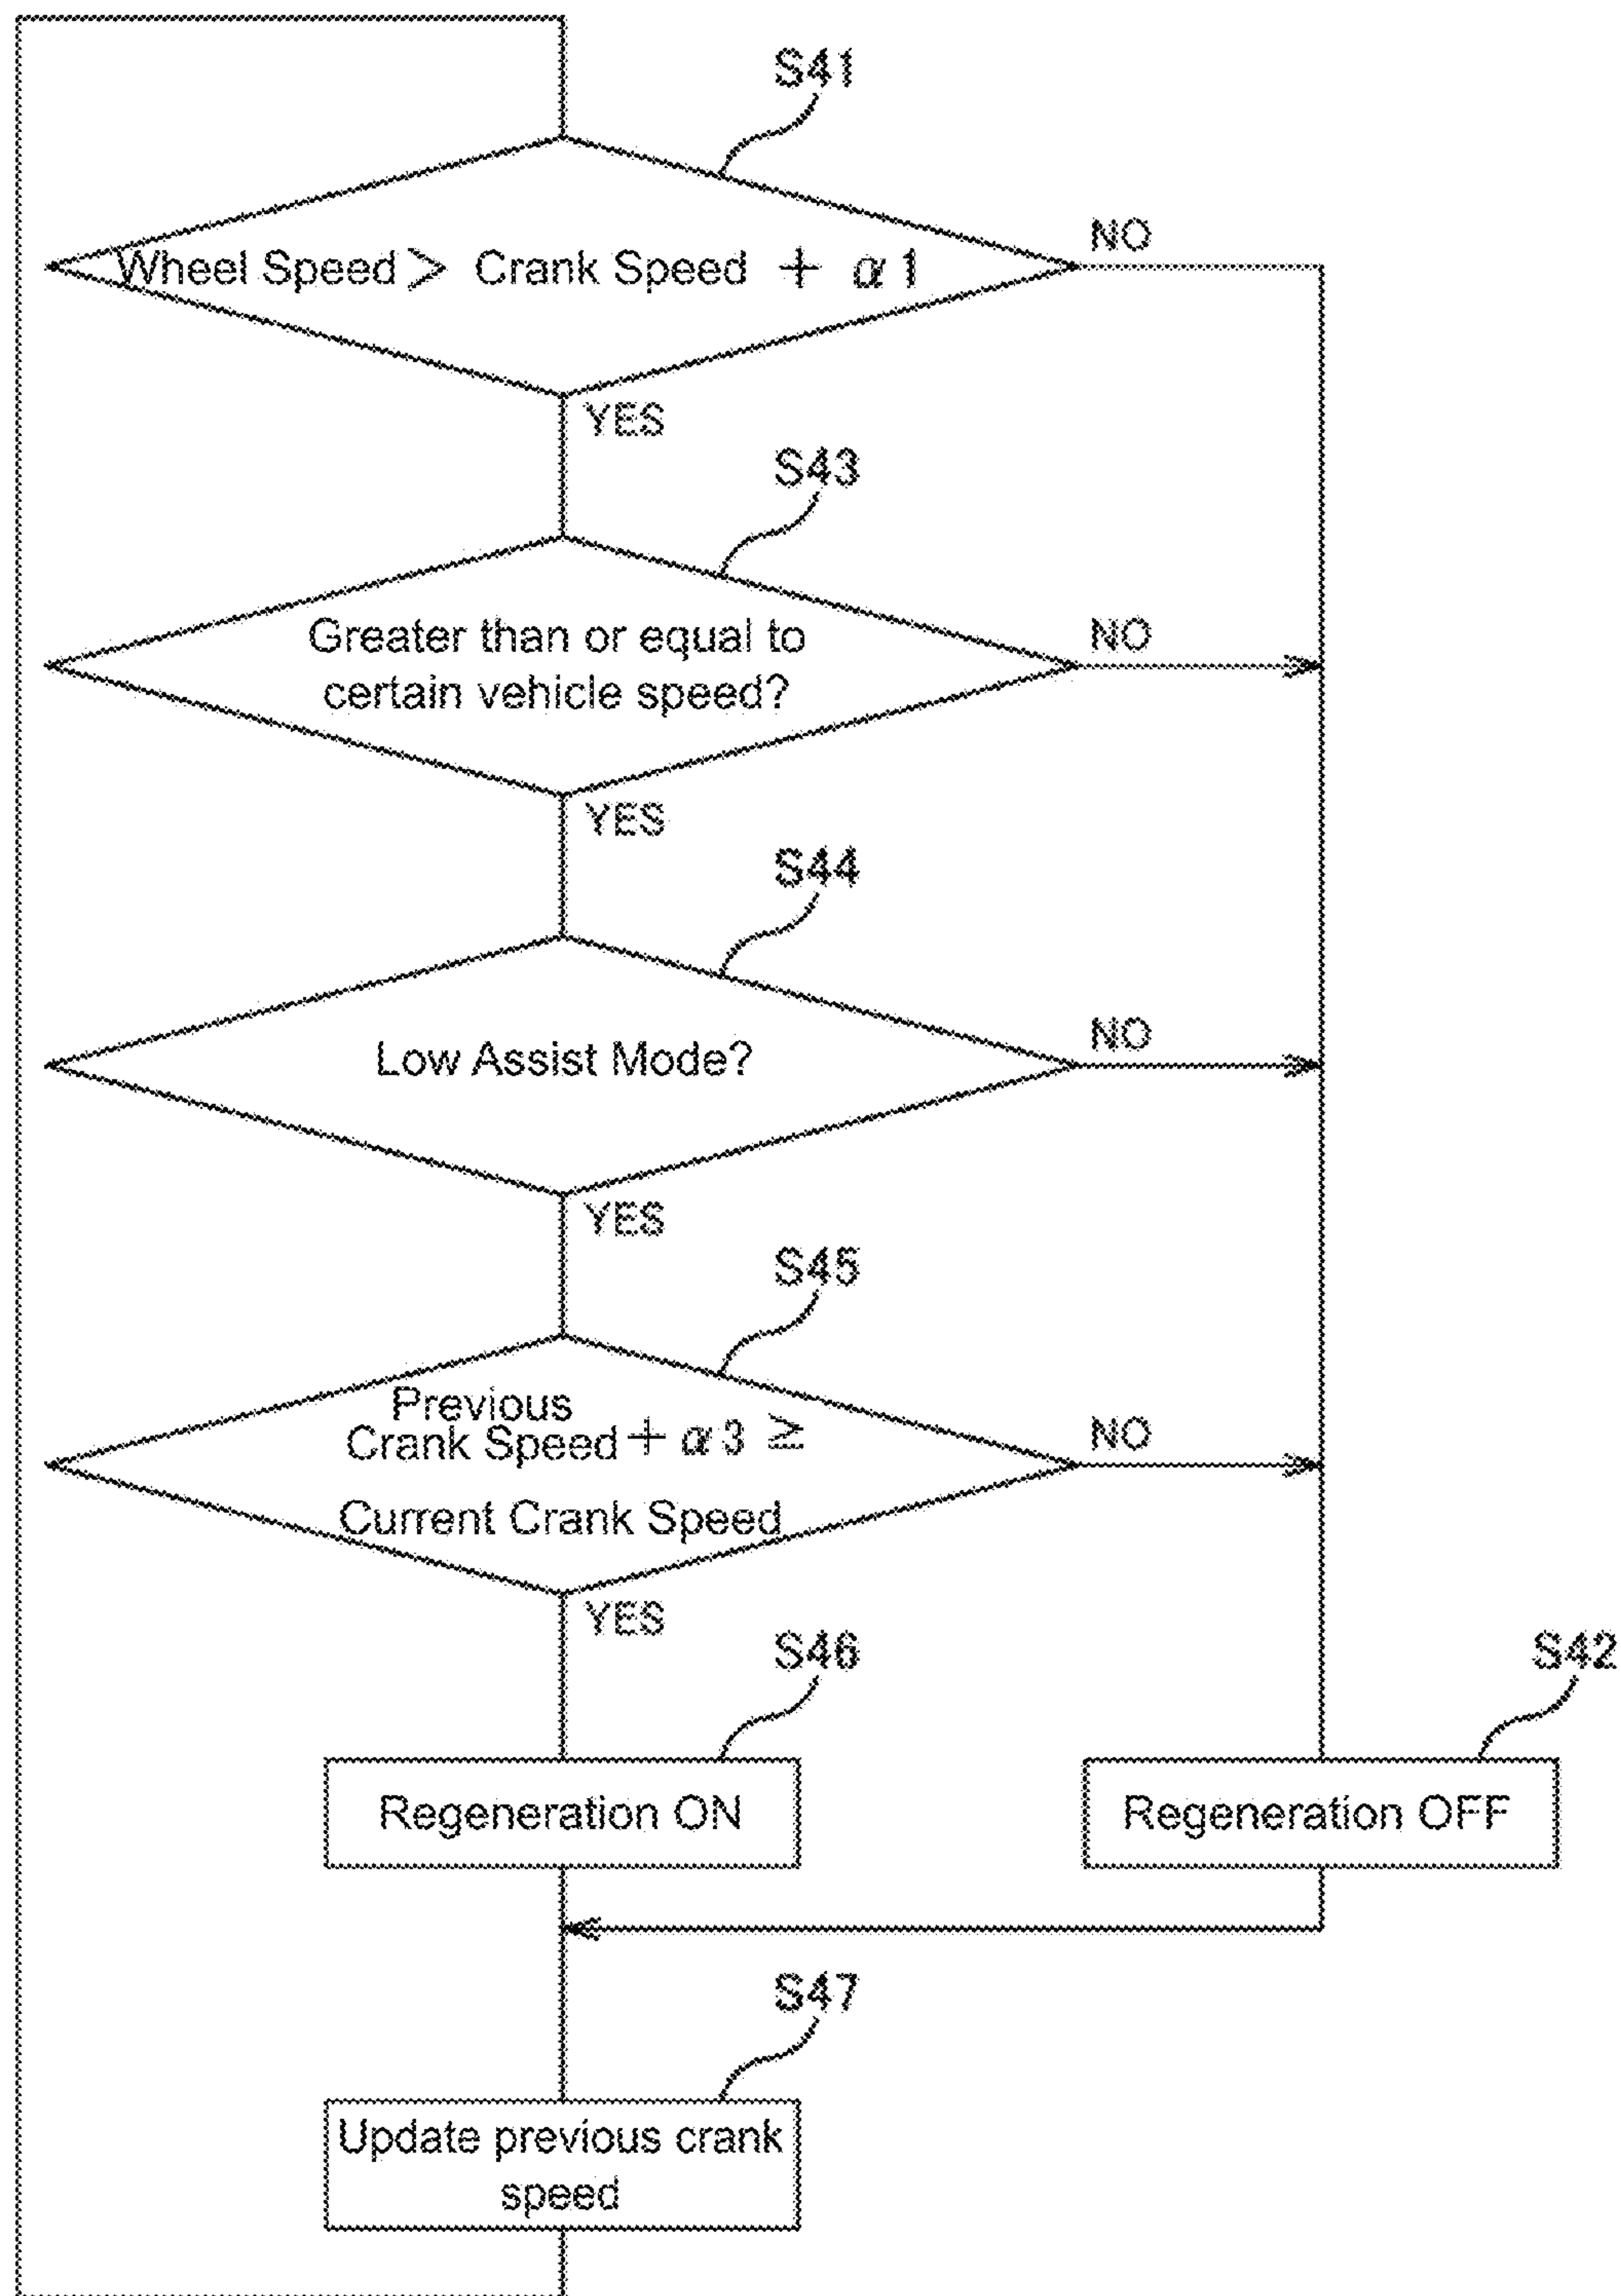 S41
Wheel Speed > Crank Speed + α1
NO
YES
S43
Greater than or equal to
certain vehicle speed?
NO
YES
S44
Low Assist Mode?
NO
YES
S45
Previous
Crank Speed + α3 ≥
Current Crank Speed
NO
YES
S46
Regeneration ON
S42
Regeneration OFF
S47
Update previous crank
speed